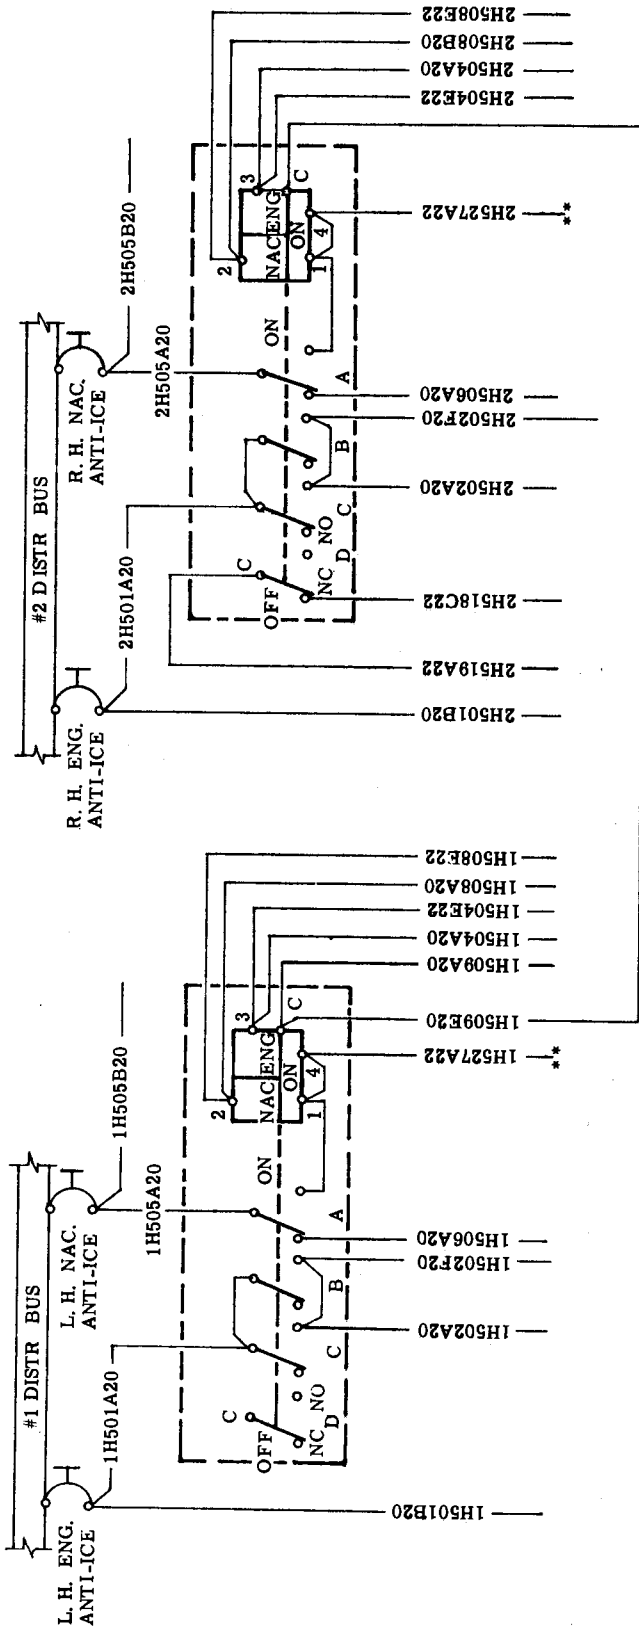 #2 DISTR BUS
R. H. NAC.
ANTI-ICE
2H505B20
2H505A20
R. H. ENG.
ANTI-ICE
2H501A20
2H508E22
2H508B20
2H504A20
2H504E22
2H527A22
**
2H506A20
2H502F20
2H502A20
2H518C22
2H519A22
2H501B20
3
C
NAC
ENG
ON
2
1
4
ON
A
B
C
NO
D
NC
C
OFF
#1 DISTR BUS
L. H. NAC.
ANTI-ICE
1H505B20
1H505A20
L. H. ENG.
ANTI-ICE
1H501A20
1H508E22
1H508A20
1H504E22
1H504A20
1H509A20
1H509E20
1H527A22
**
1H506A20
1H502F20
1H502A20
1H501B20
3
C
NAC
ENG
ON
2
1
4
ON
A
B
C
NO
D
NC
C
OFF